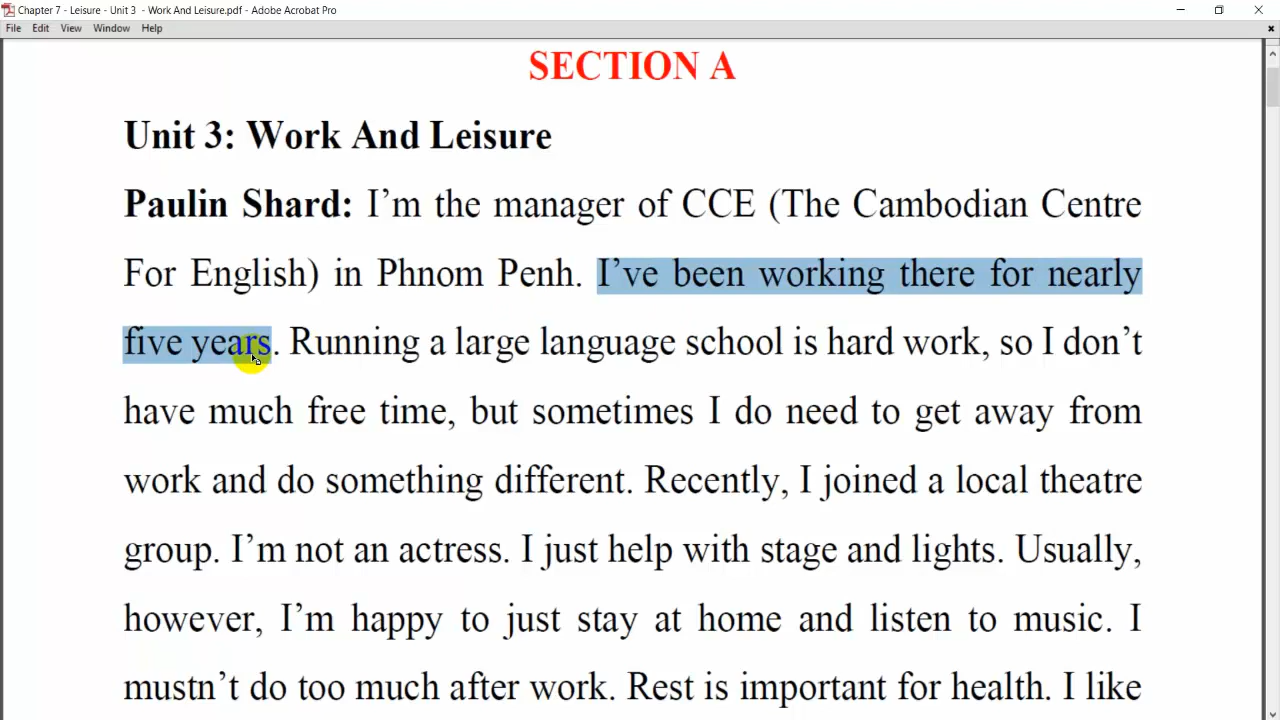 Chapter 7 - Leisure - Unit 3 - Work And Leisure.pdf - Adobe Acrobat Pro
File Edit View Window Help
SECTION A
Unit 3: Work And Leisure
Paulin Shard: I’m the manager of CCE (The Cambodian Centre
For English) in Phnom Penh. I’ve been working there for nearly
five years. Running a large language school is hard work, so I don’t
have much free time, but sometimes I do need to get away from
work and do something different. Recently, I joined a local theatre
group. I’m not an actress. I just help with stage and lights. Usually,
however, I’m happy to just stay at home and listen to music. I
mustn’t do too much after work. Rest is important for health. I like